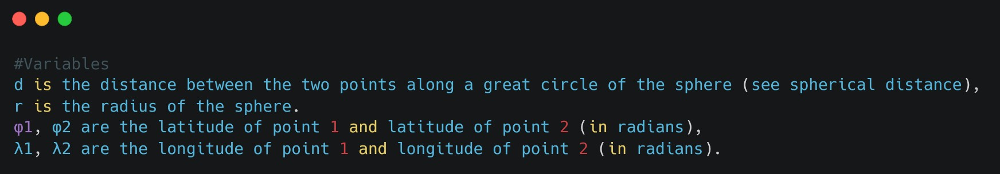 #Variables
d is the distance between the two points along a great circle of the sphere (see spherical distance),
r is the radius of the sphere.
φ1, φ2 are the latitude of point 1 and latitude of point 2 (in radians),
λ1, λ2 are the longitude of point 1 and longitude of point 2 (in radians).